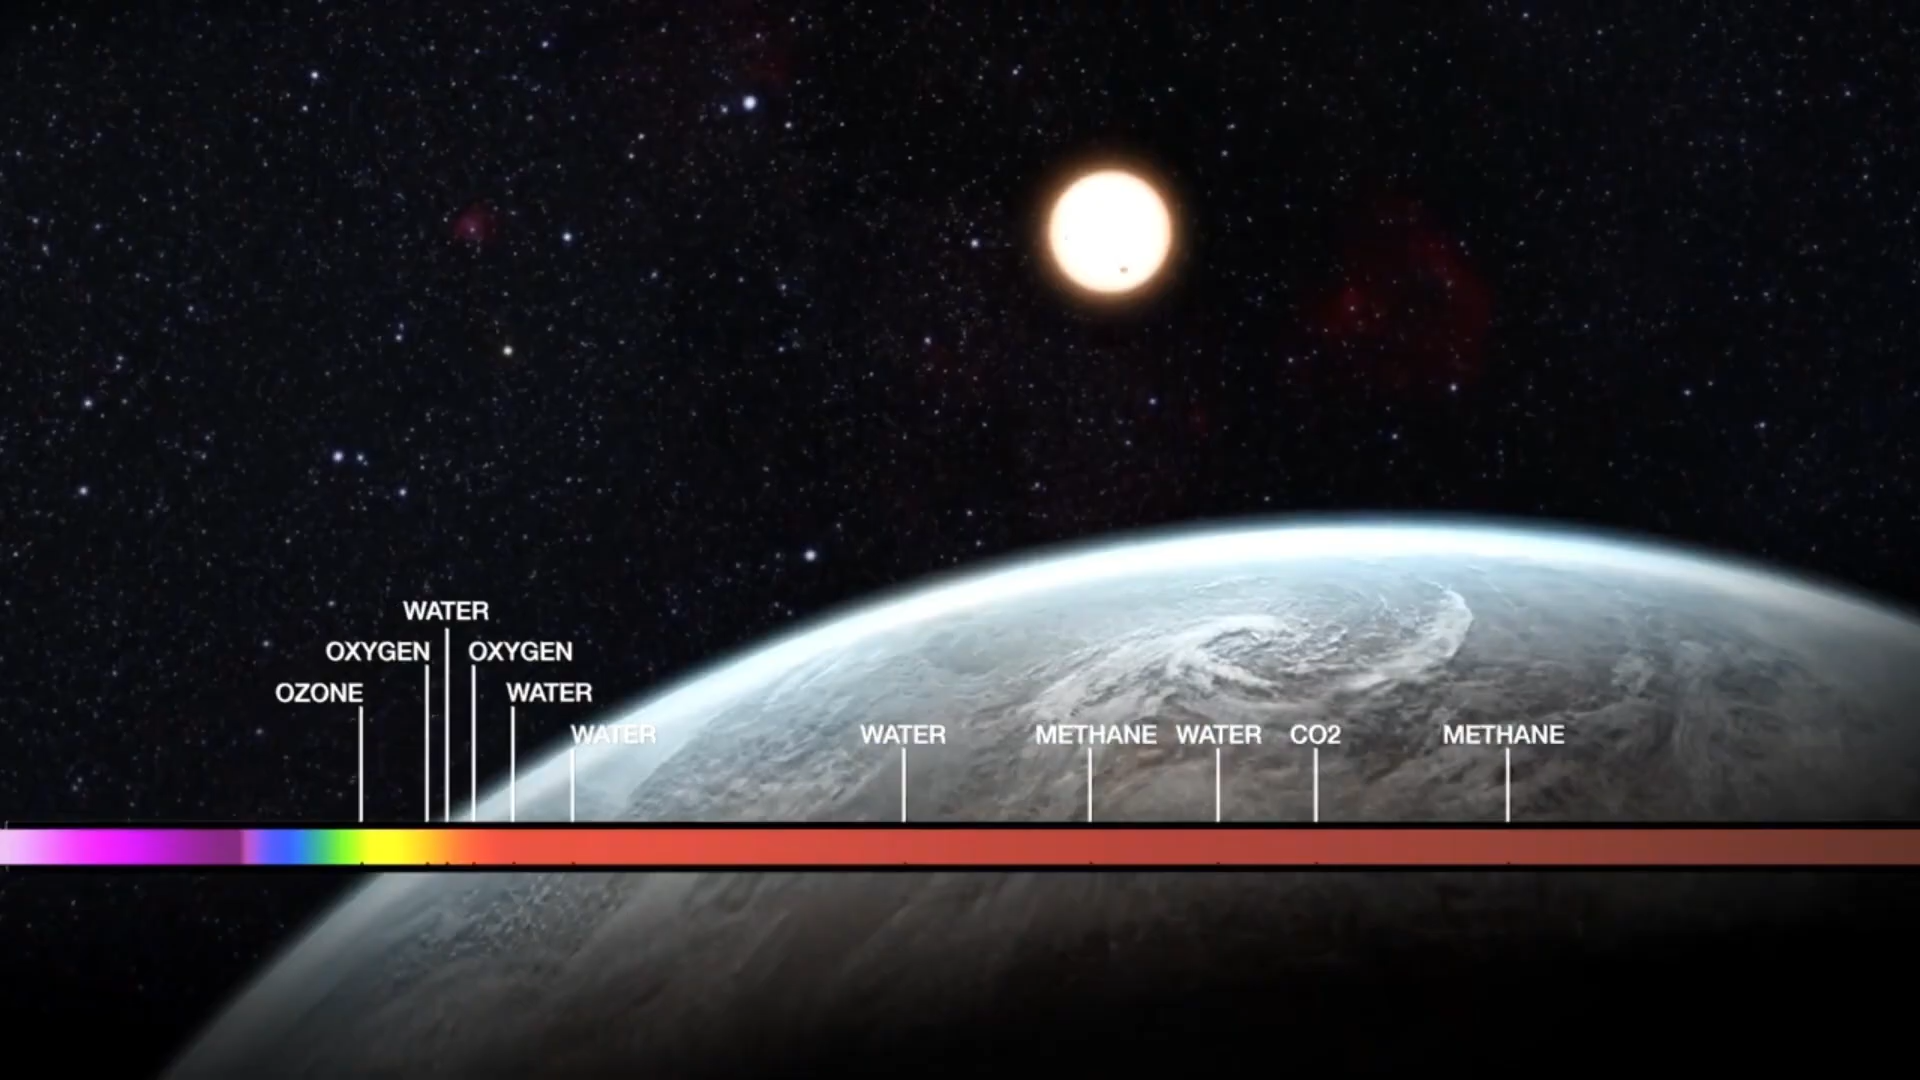 WATER
OXYGEN OXYGEN
OZONE WATER
WATER WATER METHANE WATER CO2 METHANE